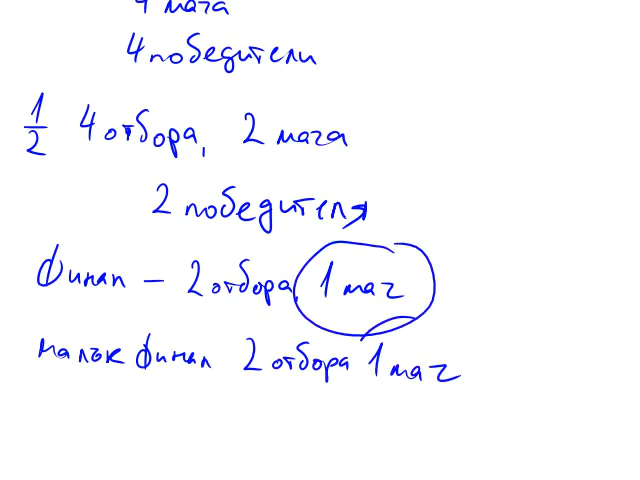 4 мача
4 победители
1/2 4 отбора, 2 мача
2 победителя
Финал – 2 отбора, 1 мач
малък финал 2 отбора 1 мач